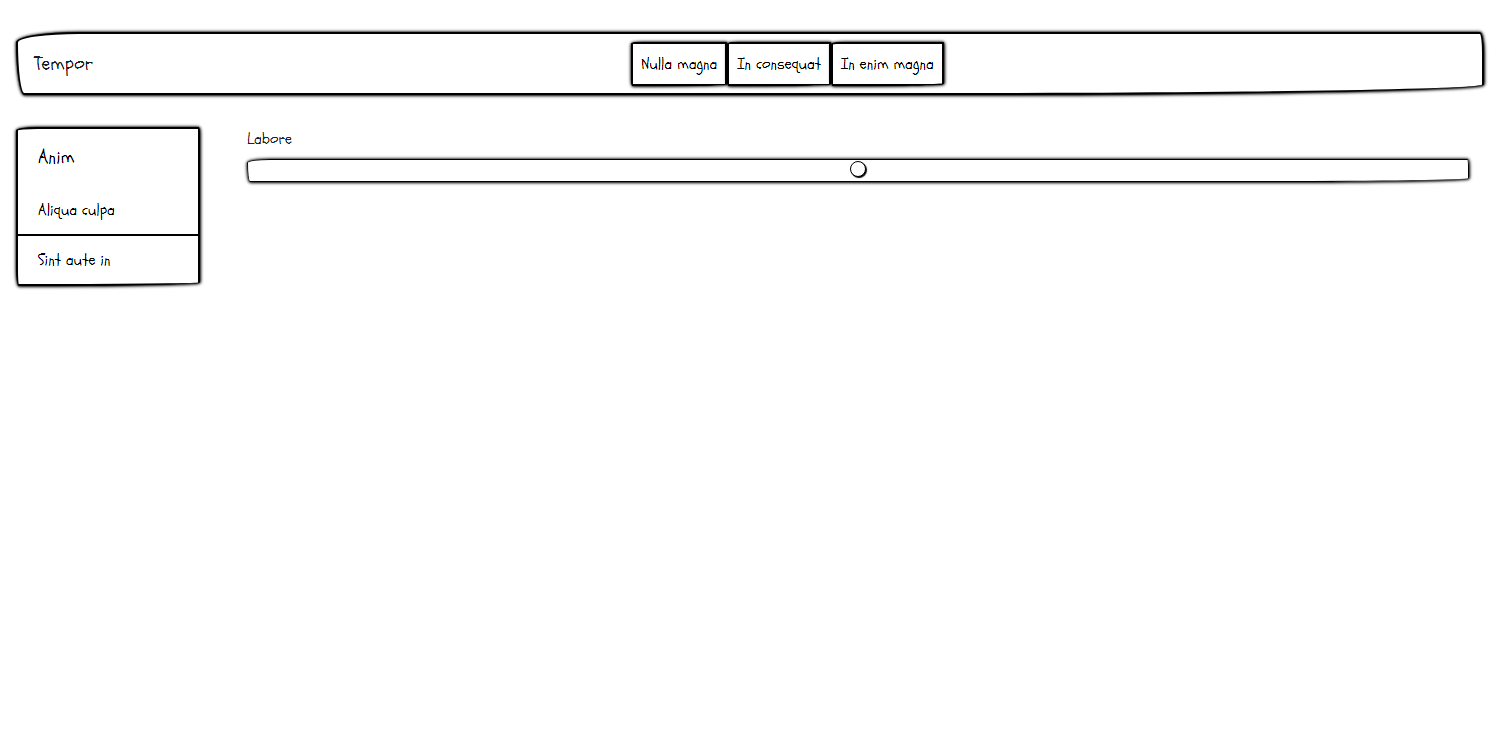 Tempor
Nulla magna
In consequat
In enim magna
Anim
Aliqua culpa
Sint aute in
Labore